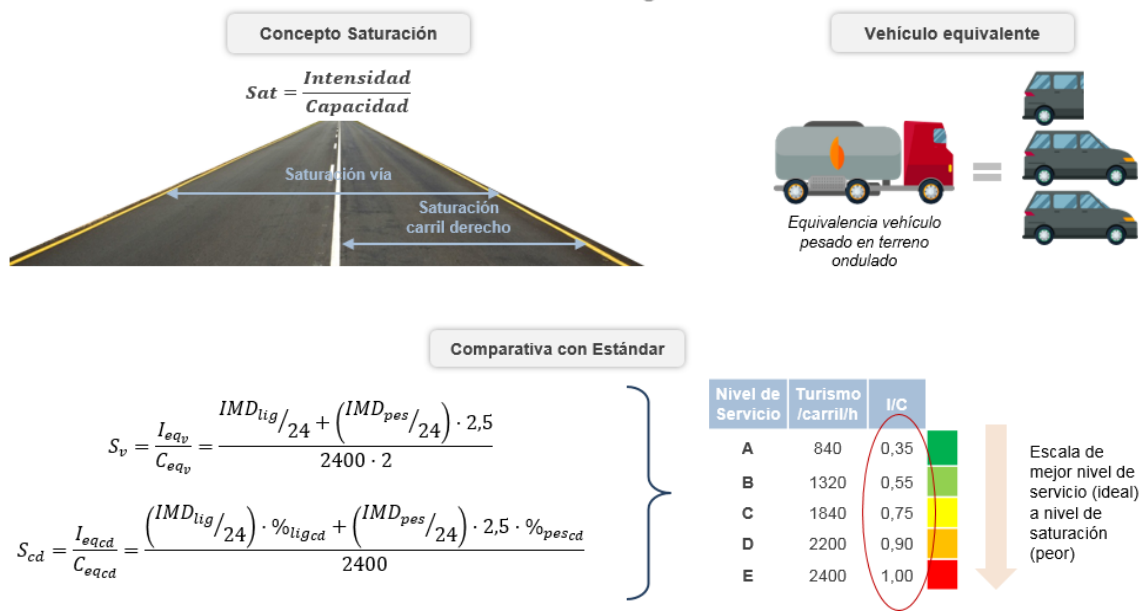 Concepto Saturación
Sat = Intensidad / Capacidad
Saturación vía
Saturación
carril derecho
Vehículo equivalente
Equivalencia vehículo
pesado en terreno
ondulado
Comparativa con Estándar
S_v = I_eq_v / C_eq_v = (IMD_lig/24 + (IMD_pes/24) · 2,5) / (2400 · 2)
S_cd = I_eq_cd / C_eq_cd = ((IMD_lig/24) · %_lig_cd + (IMD_pes/24) · 2,5 · %_pes_cd) / 2400
Nivel de Servicio | Turismo /carril/h | I/C
A 840 0,35
B 1320 0,55
C 1840 0,75
D 2200 0,90
E 2400 1,00
Escala de
mejor nivel de
servicio (ideal)
a nivel de
saturación
(peor)